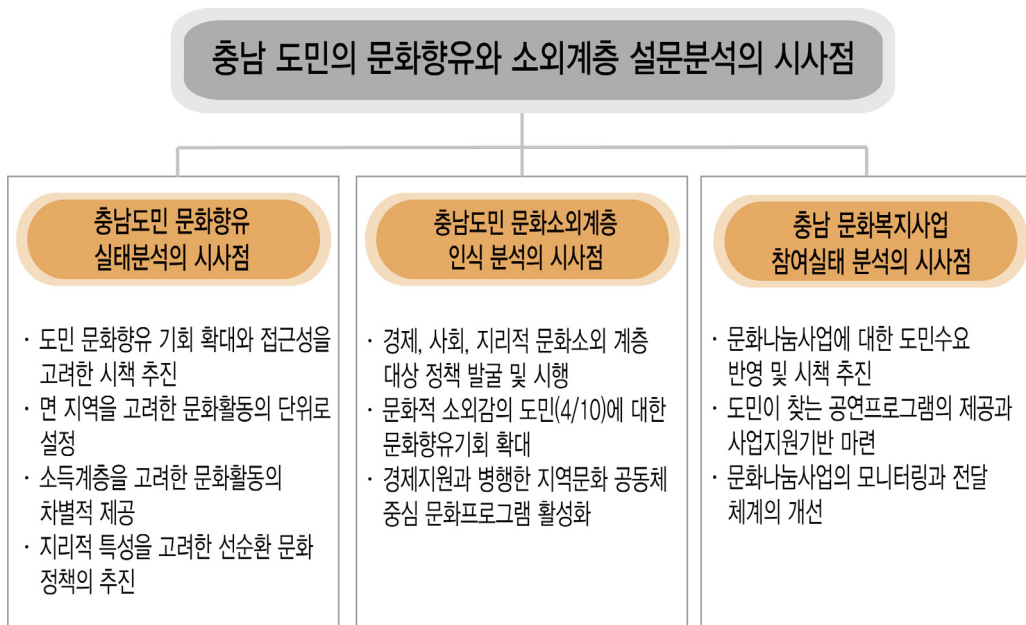 충남 도민의 문화향유와 소외계층 설문분석의 시사점
충남도민 문화향유
실태분석의 시사점
· 도민 문화향유 기회 확대와 접근성을
고려한 시책 추진
· 면 지역을 고려한 문화활동의 단위로
설정
· 소득계층을 고려한 문화활동의
차별적 제공
· 지리적 특성을 고려한 선순환 문화
정책의 추진
충남도민 문화소외계층
인식 분석의 시사점
· 경제, 사회, 지리적 문화소외 계층
대상 정책 발굴 및 시행
· 문화적 소외감의 도민(4/10)에 대한
문화향유기회 확대
· 경제지원과 병행한 지역문화 공동체
중심 문화프로그램 활성화
충남 문화복지사업
참여실태 분석의 시사점
· 문화나눔사업에 대한 도민수요
반영 및 시책 추진
· 도민이 찾는 공연프로그램의 제공과
사업지원기반 마련
· 문화나눔사업의 모니터링과 전달
체계의 개선